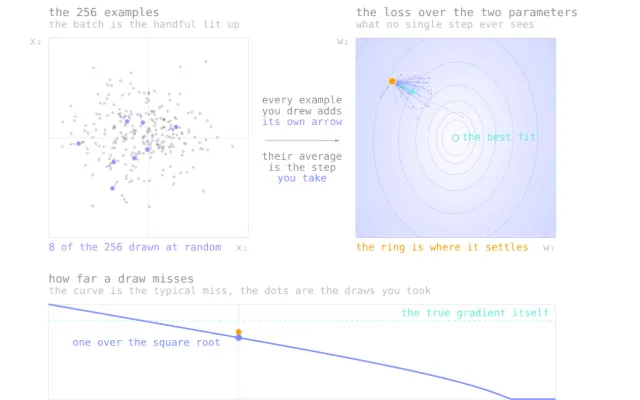 the 256 examples
the batch is the handful lit up
x₂
8 of the 256 drawn at random
x₁
every example
you drew adds
its own arrow
their average
is the step
you take
the loss over the two parameters
what no single step ever sees
w₂
the best fit
the ring is where it settles
w₁
how far a draw misses
the curve is the typical miss, the dots are the draws you took
the true gradient itself
one over the square root